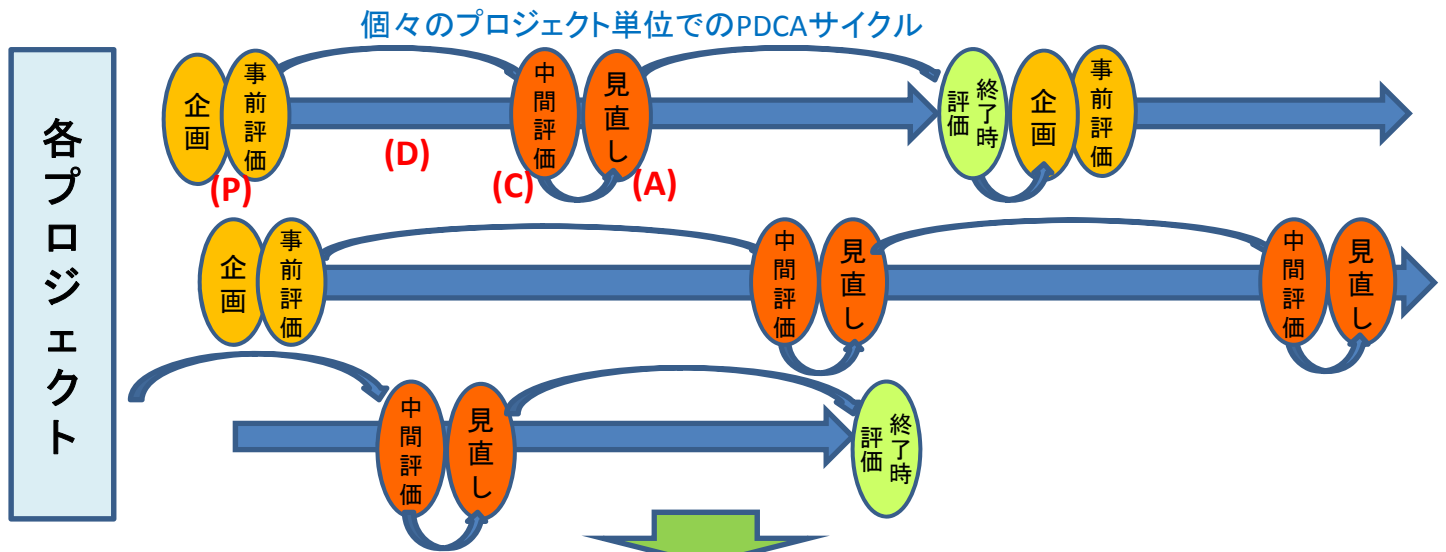 個々のプロジェクト単位でのPDCAサイクル
各プロジェクト
企画
事前評価
中間評価
見直し
終了時評価
企画
事前評価
(P)
(D)
(C)
(A)
企画
事前評価
中間評価
見直し
中間評価
見直し
中間評価
見直し
終了時評価